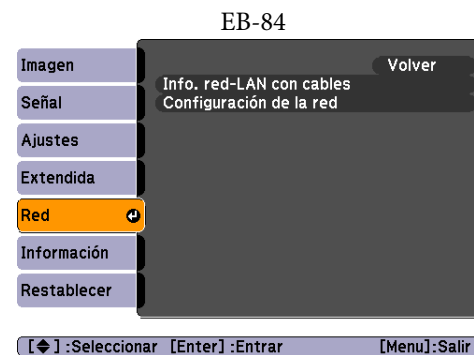 EB-84
Imagen
Señal
Ajustes
Extendida
Red
Información
Restablecer
Volver
Info. red-LAN con cables
Configuración de la red
[◆] :Seleccionar [Enter] :Entrar [Menu]:Salir